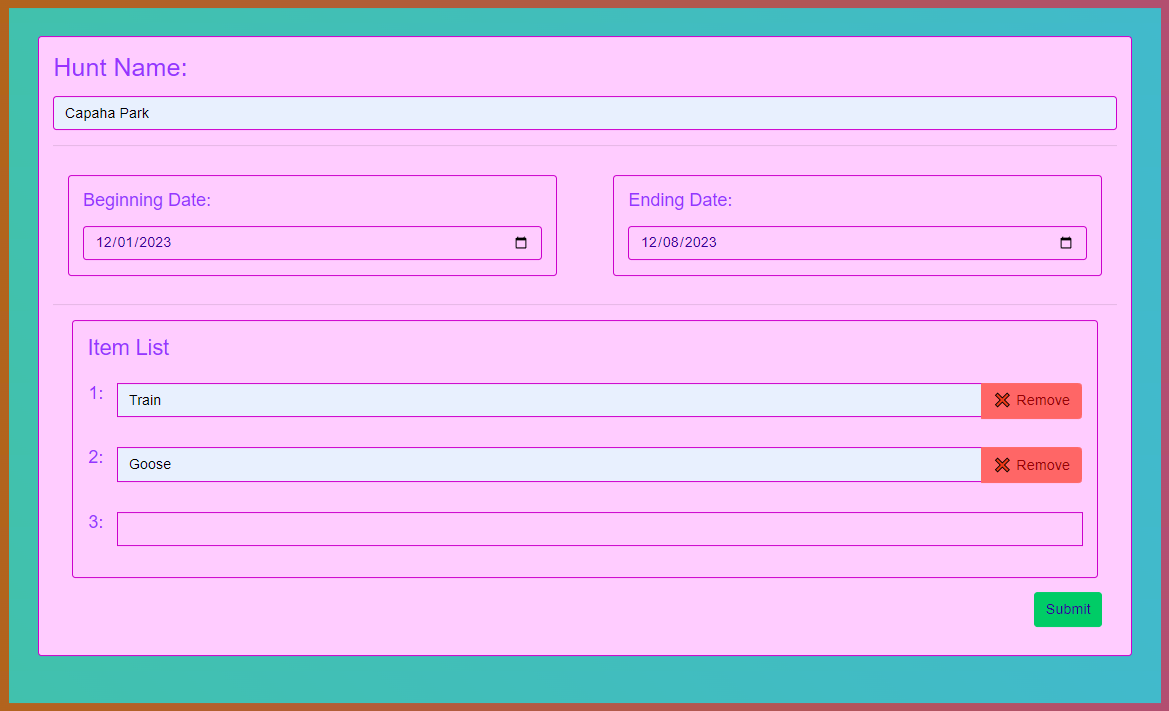 Hunt Name:
Capaha Park
Beginning Date:
12/01/2023
Ending Date:
12/08/2023
Item List
1: Train Remove
2: Goose Remove
3:
Submit